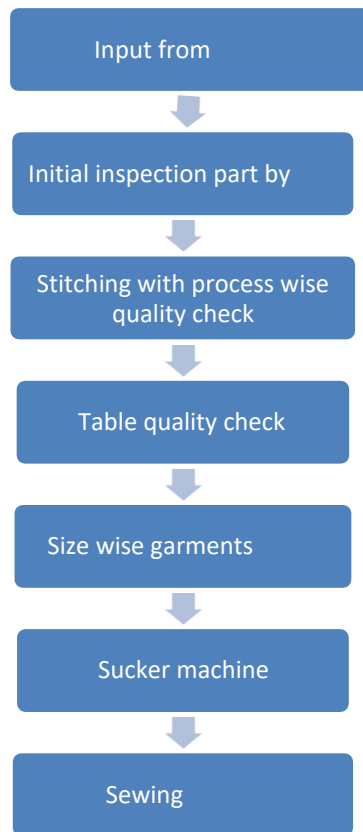 Input from
Initial inspection part by
Stitching with process wise
quality check
Table quality check
Size wise garments
Sucker machine
Sewing